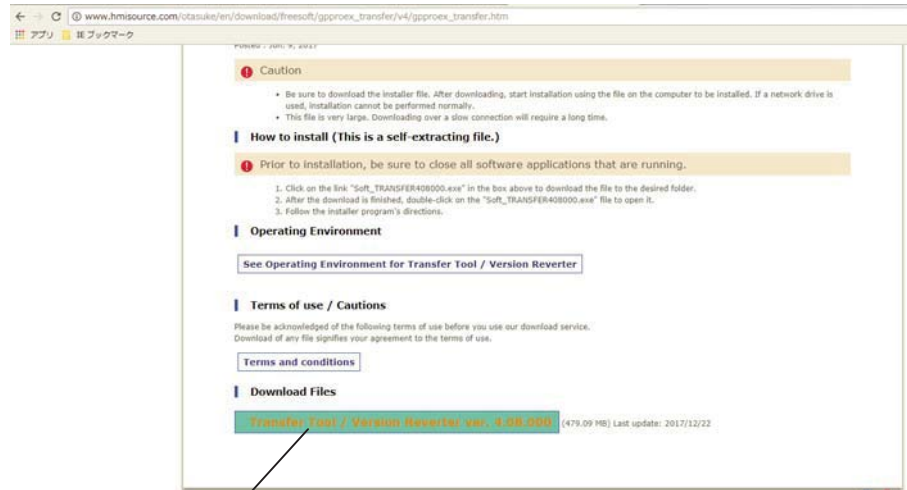 www.hmisource.com/otasuke/en/download/freesoft/gpproex_transfer/v4/gpproex_transfer.htm
アプリ IE ブックマーク
Posted : Jun. 9, 2017
Caution
• Be sure to download the installer file. After downloading, start installation using the file on the computer to be installed. If a network drive is
used, installation cannot be performed normally.
• This file is very large. Downloading over a slow connection will require a long time.
How to install (This is a self-extracting file.)
Prior to installation, be sure to close all software applications that are running.
1. Click on the link "Soft_TRANSFER408000.exe" in the box above to download the file to the desired folder.
2. After the download is finished, double-click on the "Soft_TRANSFER408000.exe" file to open it.
3. Follow the installer program's directions.
Operating Environment
See Operating Environment for Transfer Tool / Version Reverter
Terms of use / Cautions
Please be acknowledged of the following terms of use before you use our download service.
Download of any file signifies your agreement to the terms of use.
Terms and conditions
Download Files
Transfer Tool / Version Reverter ver. 4.08.000 (479.09 MB) Last update: 2017/12/22